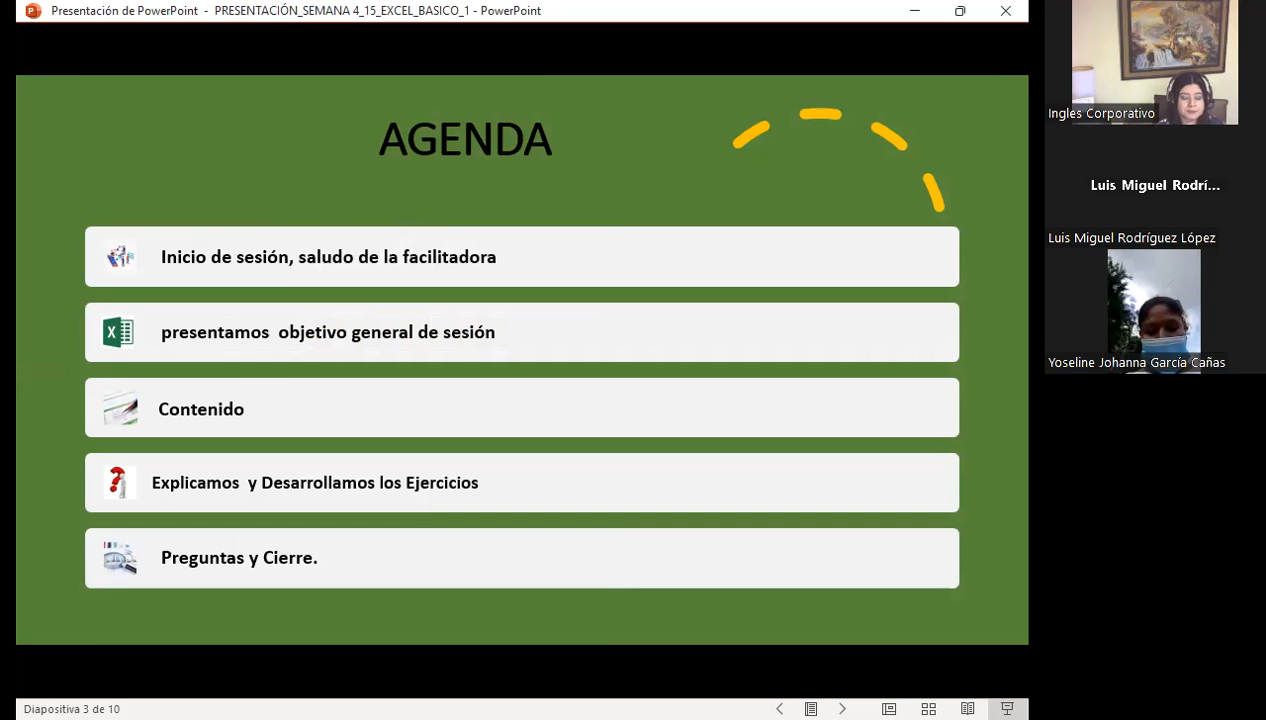 Presentación de PowerPoint - PRESENTACIÓN_SEMANA 4_15_EXCEL_BASICO_1 - PowerPoint
AGENDA
Inicio de sesión, saludo de la facilitadora
presentamos objetivo general de sesión
Contenido
Explicamos y Desarrollamos los Ejercicios
Preguntas y Cierre.
Diapositiva 3 de 10
Ingles Corporativo
Luis Miguel Rodrí...
Luis Miguel Rodríguez López
Yoseline Johanna García Cañas